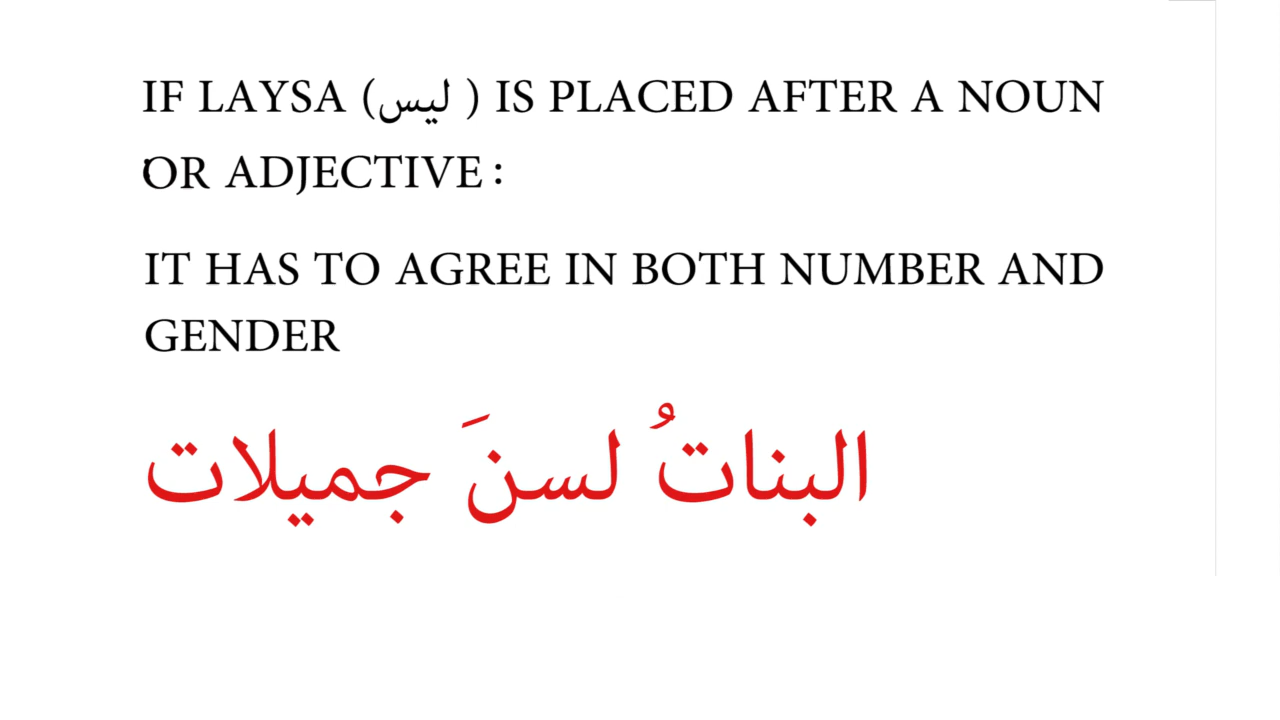 IF LAYSA (ليس ) IS PLACED AFTER A NOUN
OR ADJECTIVE :
IT HAS TO AGREE IN BOTH NUMBER AND
GENDER
البناتُ لسنَ جميلات